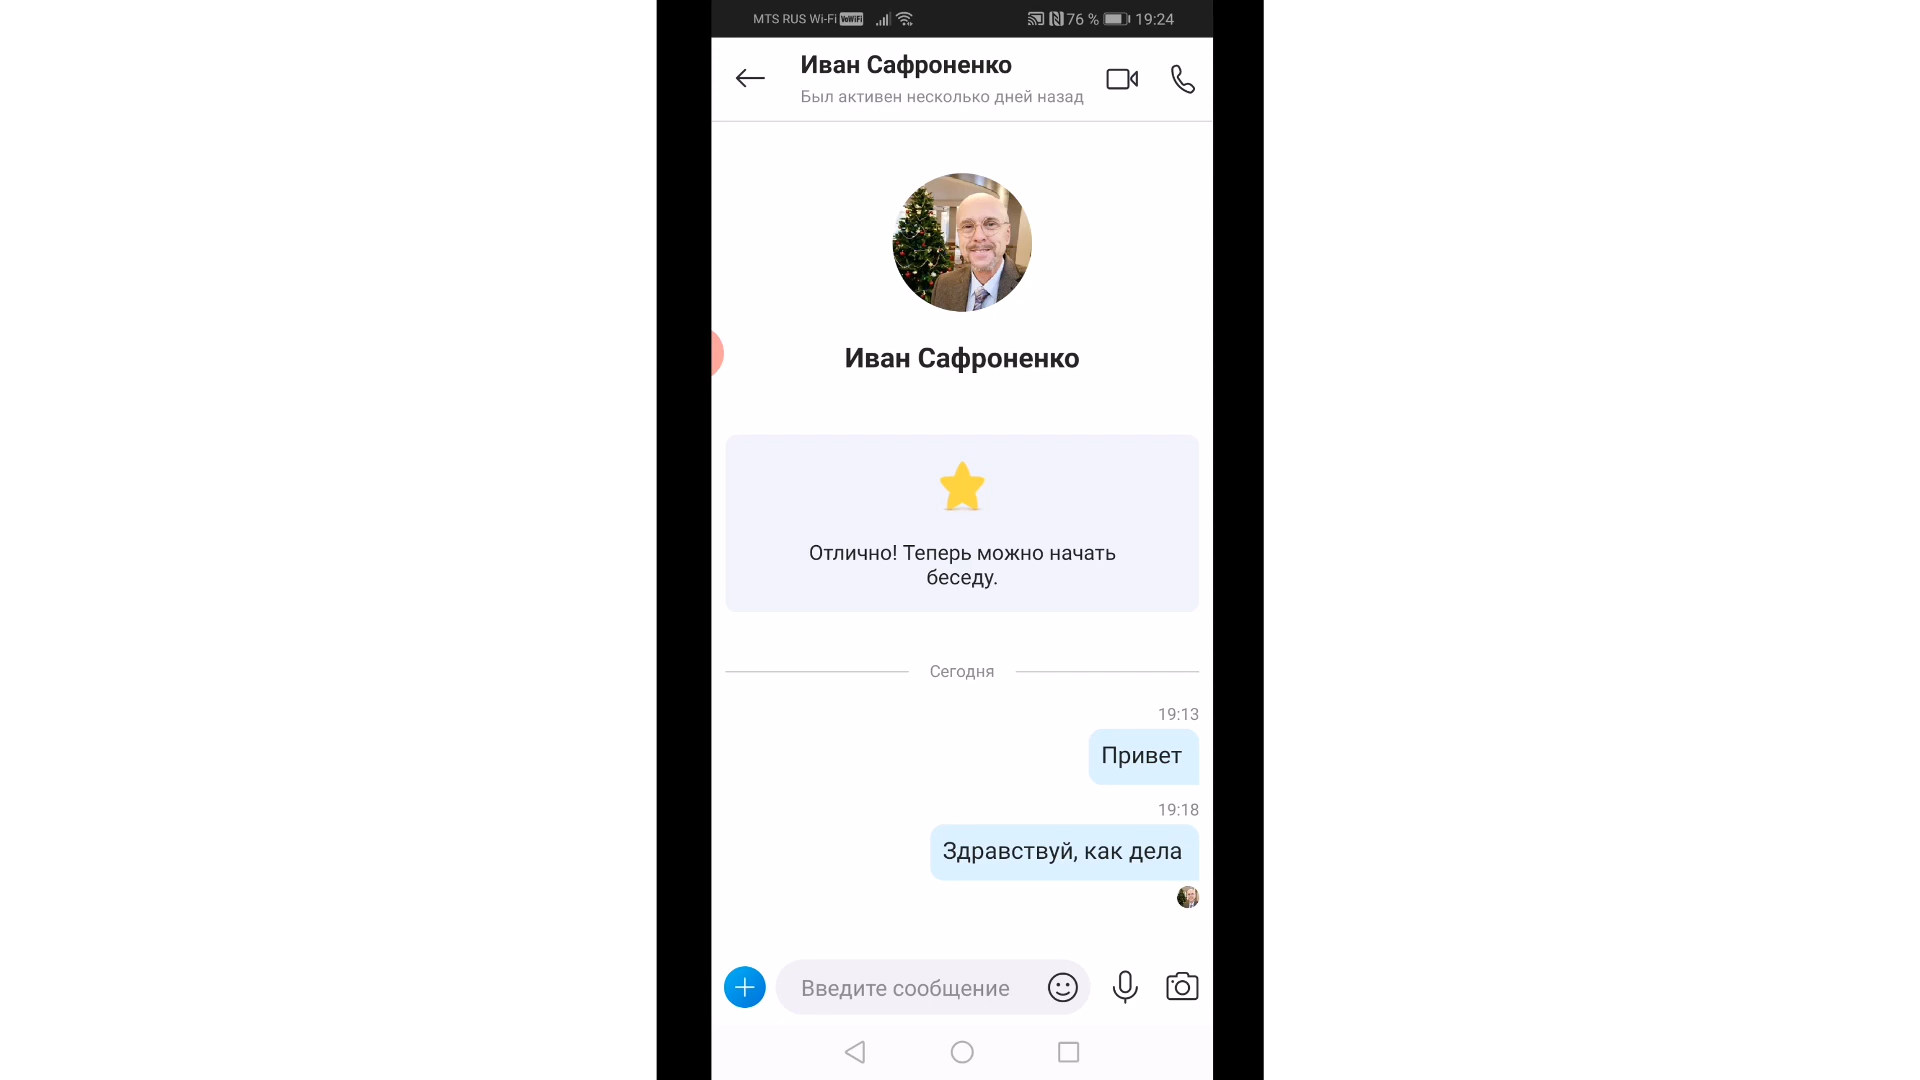 MTS RUS Wi-Fi VoWiFi 76 % 19:24
Иван Сафроненко
Был активен несколько дней назад
Иван Сафроненко
Отлично! Теперь можно начать
беседу.
Сегодня
19:13
Привет
19:18
Здравствуй, как дела
Введите сообщение